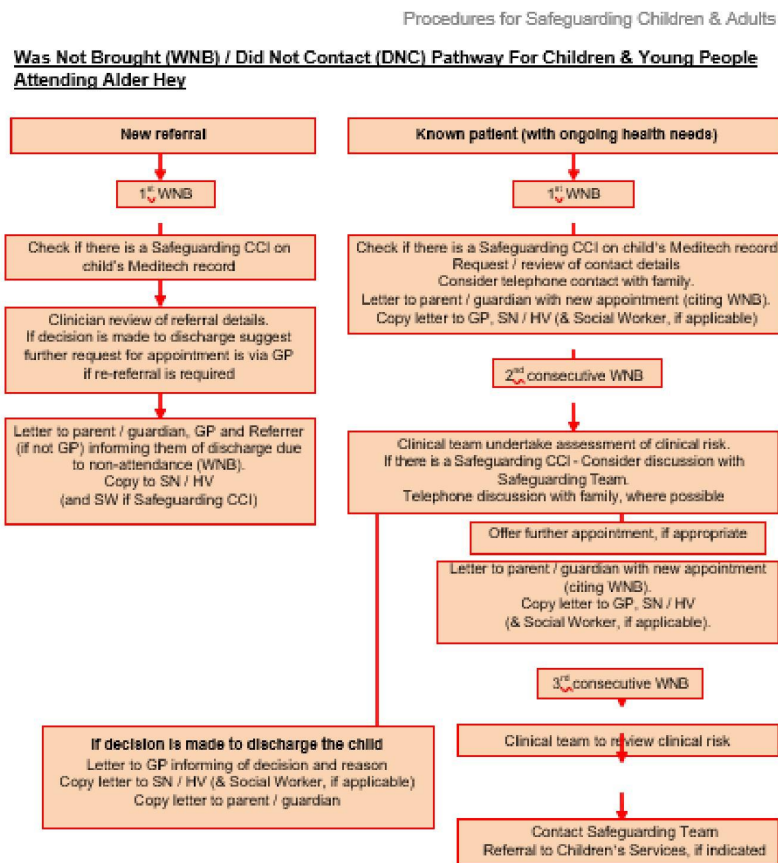 Procedures for Safeguarding Children & Adults
Was Not Brought (WNB) / Did Not Contact (DNC) Pathway For Children & Young People
Attending Alder Hey
New referral
1st WNB
Check if there is a Safeguarding CCI on
child's Meditech record
Clinician review of referral details.
If decision is made to discharge suggest
further request for appointment is via GP
if re-referral is required
Letter to parent / guardian, GP and Referrer
(if not GP) informing them of discharge due
to non-attendance (WNB).
Copy to SN / HV
(and SW if Safeguarding CCI)
Known patient (with ongoing health needs)
1st WNB
Check if there is a Safeguarding CCI on child's Meditech record
Request / review of contact details
Consider telephone contact with family.
Letter to parent / guardian with new appointment (citing WNB).
Copy letter to GP, SN / HV (& Social Worker, if applicable)
2nd consecutive WNB
Clinical team undertake assessment of clinical risk.
If there is a Safeguarding CCI - Consider discussion with
Safeguarding Team.
Telephone discussion with family, where possible
Offer further appointment, if appropriate
Letter to parent / guardian with new appointment
(citing WNB).
Copy letter to GP, SN / HV
(& Social Worker, if applicable).
3rd consecutive WNB
Clinical team to review clinical risk
Contact Safeguarding Team
Referral to Children's Services, if indicated
If decision is made to discharge the child
Letter to GP informing of decision and reason
Copy letter to SN / HV (& Social Worker, if applicable)
Copy letter to parent / guardian